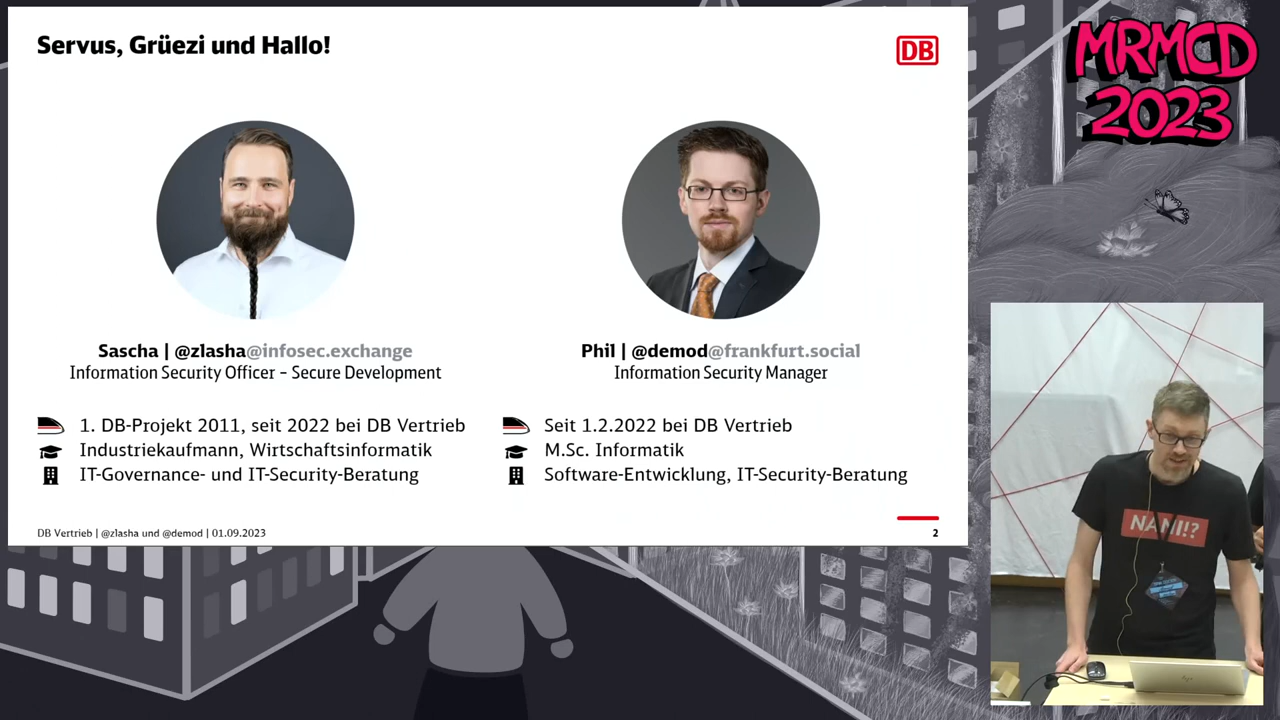 Servus, Grüezi und Hallo!
DB
MRMCD
2023
Sascha | @zlasha@infosec.exchange
Information Security Officer – Secure Development
1. DB-Projekt 2011, seit 2022 bei DB Vertrieb
Industriekaufmann, Wirtschaftsinformatik
IT-Governance- und IT-Security-Beratung
Phil | @demod@frankfurt.social
Information Security Manager
Seit 1.2.2022 bei DB Vertrieb
M.Sc. Informatik
Software-Entwicklung, IT-Security-Beratung
DB Vertrieb | @zlasha und @demod | 01.09.2023
2
NANI!?